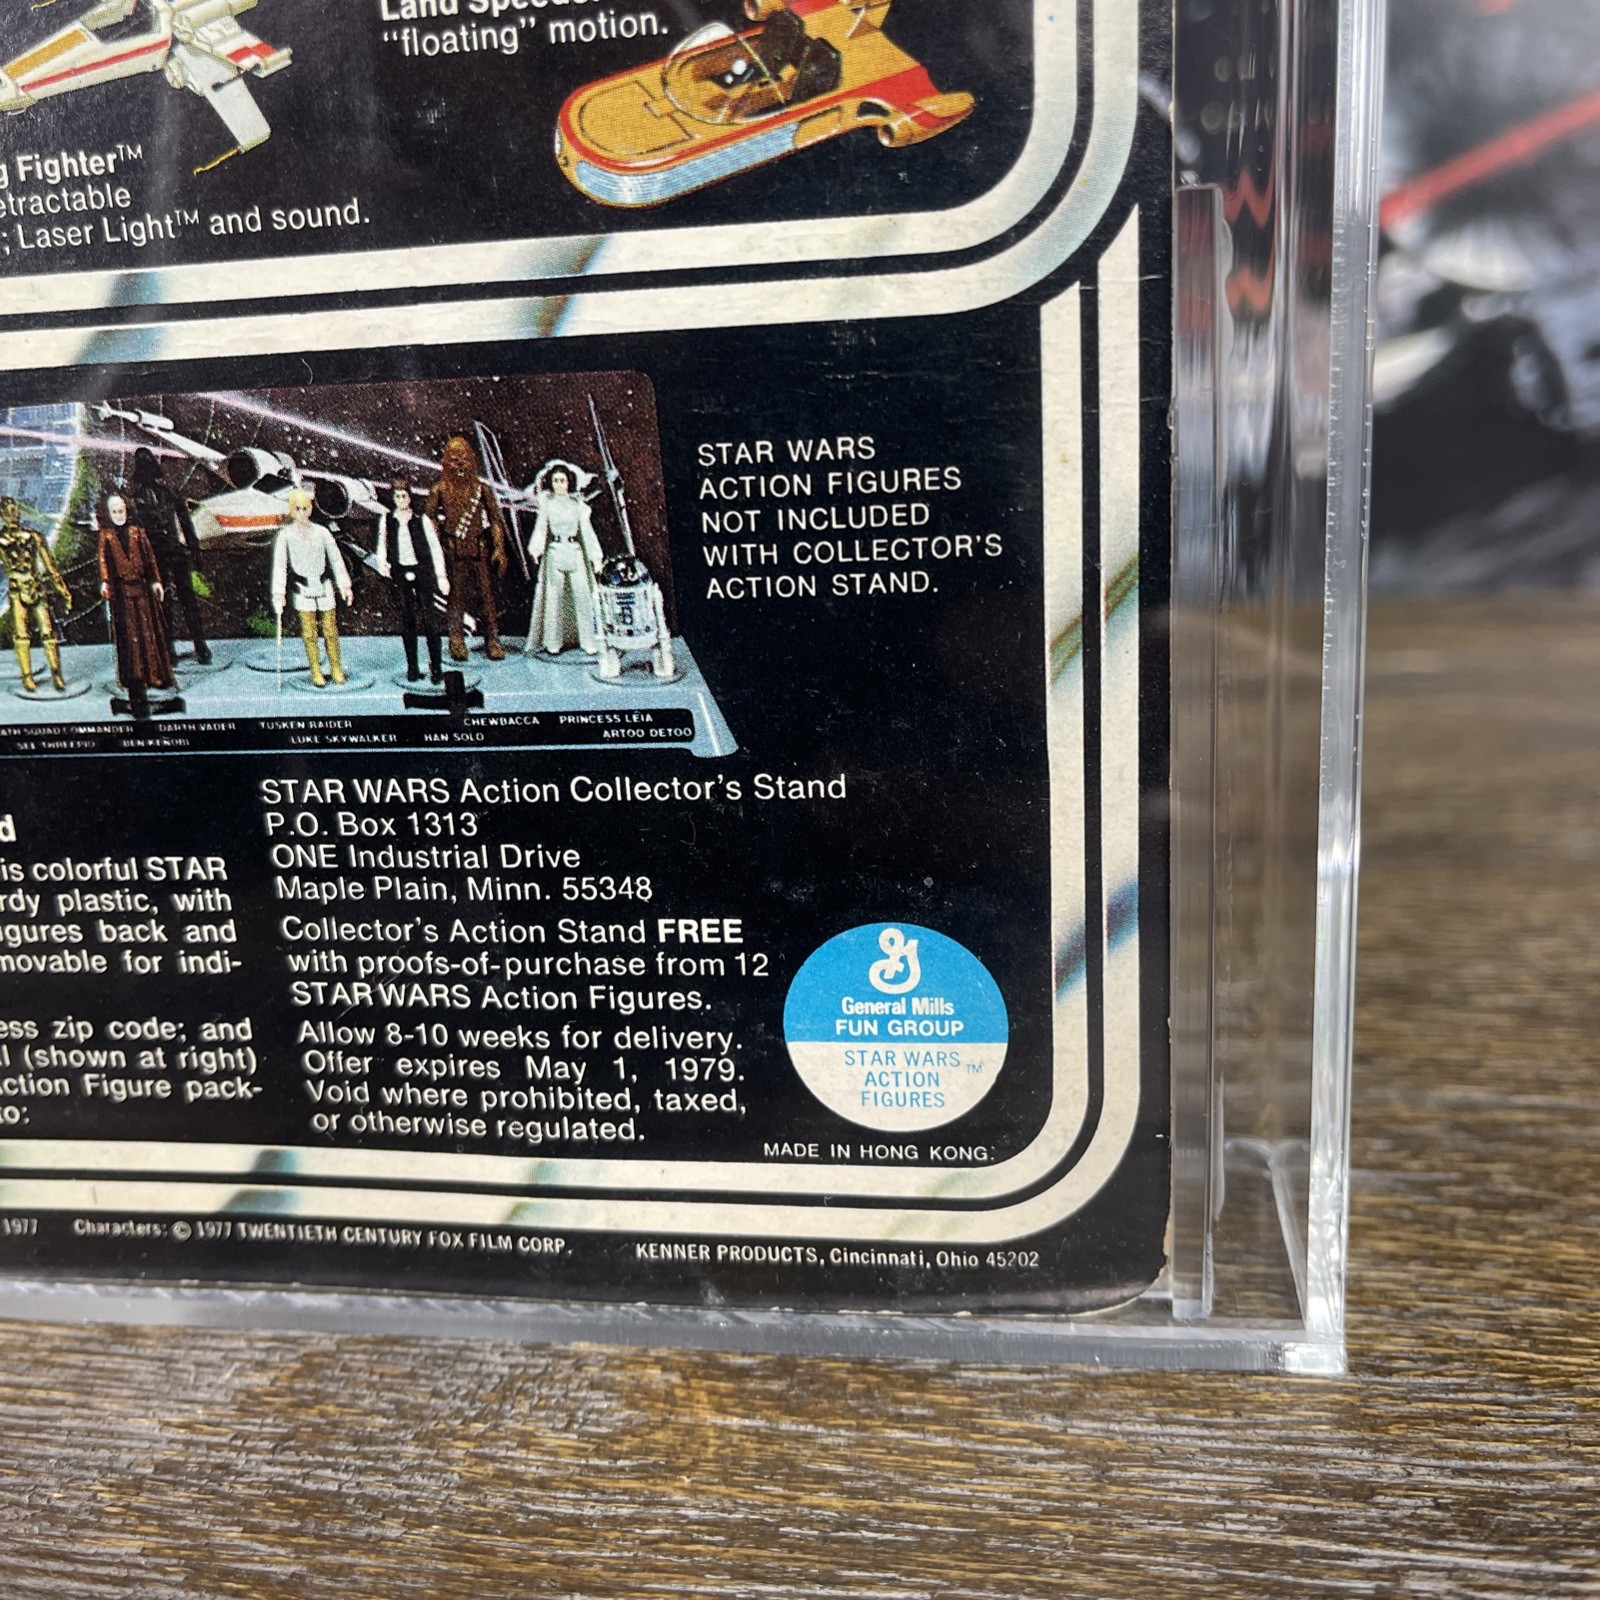 Land Speeder
“floating” motion.
g Fighter™
etractable
; Laser Light™ and sound.
STAR WARS
ACTION FIGURES
NOT INCLUDED
WITH COLLECTOR’S
ACTION STAND.
DARTH VADER TUSKEN RAIDER CHEWBACCA PRINCESS LEIA
BEN KENOBI LUKE SKYWALKER HAN SOLO ARTOO DETOO
d
is colorful STAR
rdy plastic, with
igures back and
movable for indi-
ess zip code; and
l (shown at right)
ction Figure pack-
to:
STAR WARS Action Collector’s Stand
P.O. Box 1313
ONE Industrial Drive
Maple Plain, Minn. 55348
Collector’s Action Stand FREE
with proofs-of-purchase from 12
STAR WARS Action Figures.
Allow 8-10 weeks for delivery.
Offer expires May 1, 1979.
Void where prohibited, taxed,
or otherwise regulated.
General Mills
FUN GROUP
STAR WARS™
ACTION
FIGURES
MADE IN HONG KONG.
1977 Characters: © 1977 TWENTIETH CENTURY FOX FILM CORP. KENNER PRODUCTS, Cincinnati, Ohio 45202